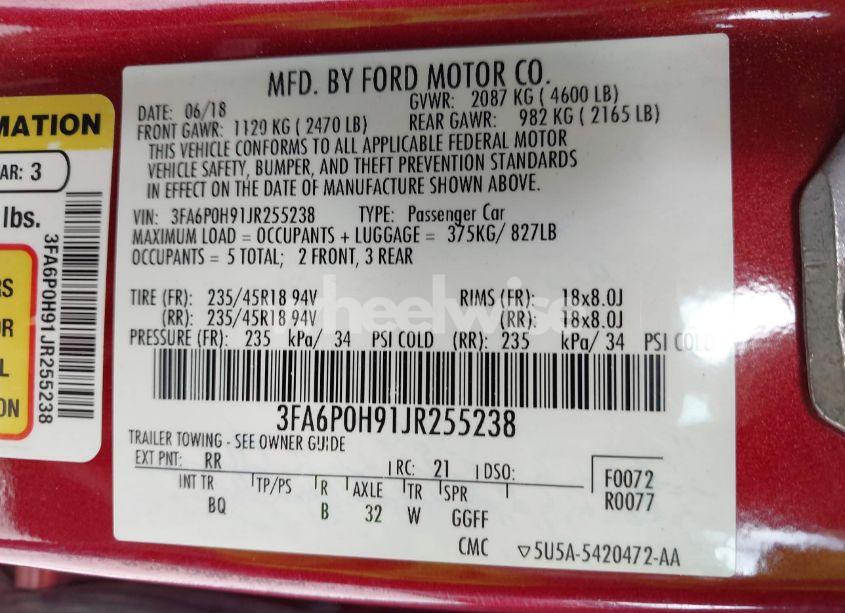 MFD. BY FORD MOTOR CO.
DATE: 06/18 GVWR: 2087 KG ( 4600 LB)
FRONT GAWR: 1120 KG ( 2470 LB) REAR GAWR: 982 KG ( 2165 LB)
THIS VEHICLE CONFORMS TO ALL APPLICABLE FEDERAL MOTOR
VEHICLE SAFETY, BUMPER, AND THEFT PREVENTION STANDARDS
IN EFFECT ON THE DATE OF MANUFACTURE SHOWN ABOVE.
VIN: 3FA6P0H91JR255238 TYPE: Passenger Car
MAXIMUM LOAD = OCCUPANTS + LUGGAGE = 375KG/ 827LB
OCCUPANTS = 5 TOTAL; 2 FRONT, 3 REAR
TIRE (FR): 235/45R18 94V RIMS (FR): 18x8.0J
(RR): 235/45R18 94V (RR): 18x8.0J
PRESSURE (FR): 235 kPa/ 34 PSI COLD (RR): 235 kPa/ 34 PSI COLD
3FA6P0H91JR255238
TRAILER TOWING - SEE OWNER GUIDE
EXT PNT: RR RC: 21 DSO:
F0072
R0077
INT TR TP/PS R AXLE TR SPR
BQ B 32 W GGFF
CMC ▽5U5A-5420472-AA
MATION
AR: 3
lbs.
RS
OR
L
ON
3FA6P0H91JR255238
wheelwise